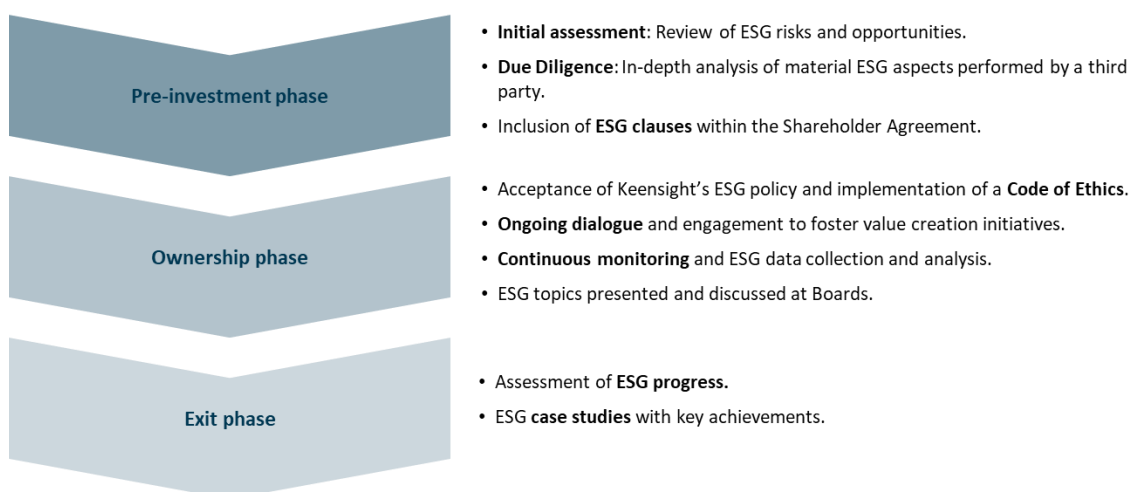 Pre-investment phase
• Initial assessment: Review of ESG risks and opportunities.
• Due Diligence: In-depth analysis of material ESG aspects performed by a third
party.
• Inclusion of ESG clauses within the Shareholder Agreement.
Ownership phase
• Acceptance of Keensight’s ESG policy and implementation of a Code of Ethics.
• Ongoing dialogue and engagement to foster value creation initiatives.
• Continuous monitoring and ESG data collection and analysis.
• ESG topics presented and discussed at Boards.
Exit phase
• Assessment of ESG progress.
• ESG case studies with key achievements.